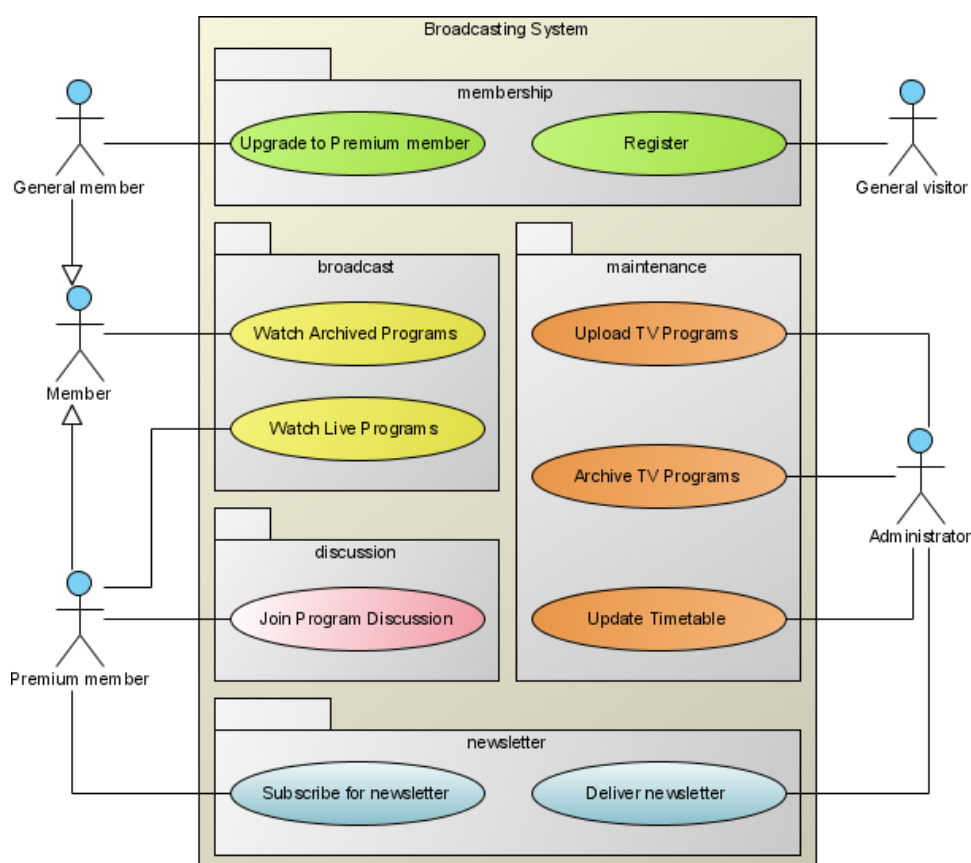 Broadcasting System
membership
Upgrade to Premium member
Register
General member
General visitor
broadcast
maintenance
Watch Archived Programs
Upload TV Programs
Member
Watch Live Programs
Archive TV Programs
Administrator
discussion
Join Program Discussion
Update Timetable
Premium member
newsletter
Subscribe for newsletter
Deliver newsletter